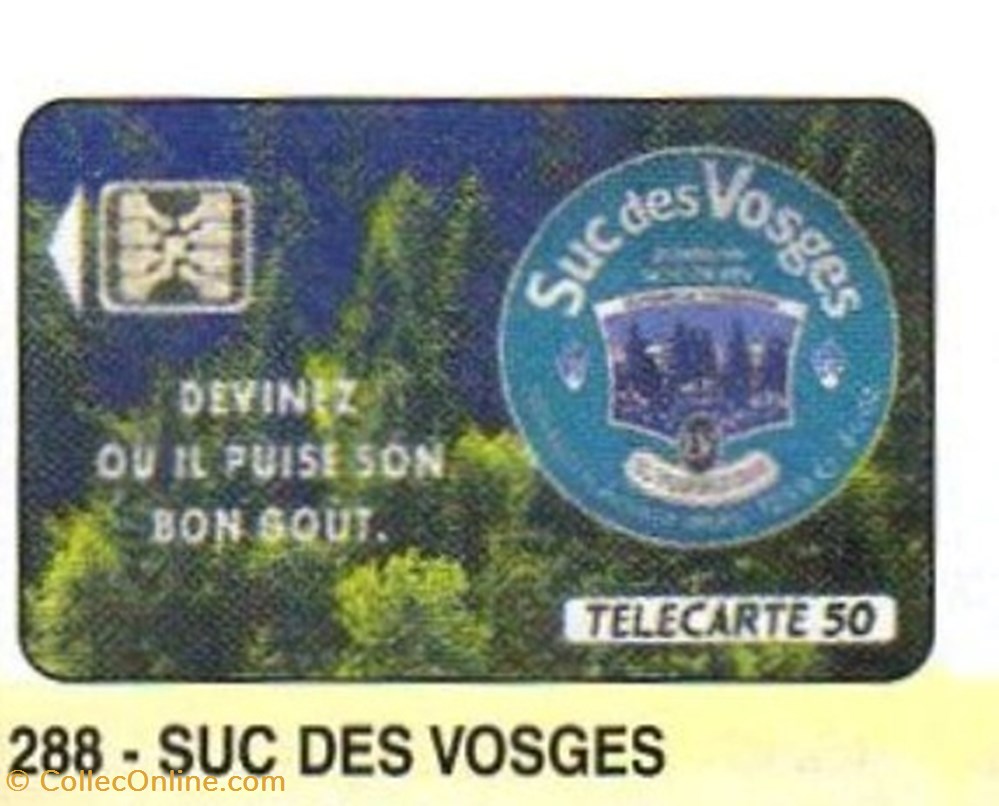 Suc des Vosges
DEVINEZ
OU IL PUISE SON
BON GOUT.
TELECARTE 50
288 - SUC DES VOSGES
© CollecOnline.com